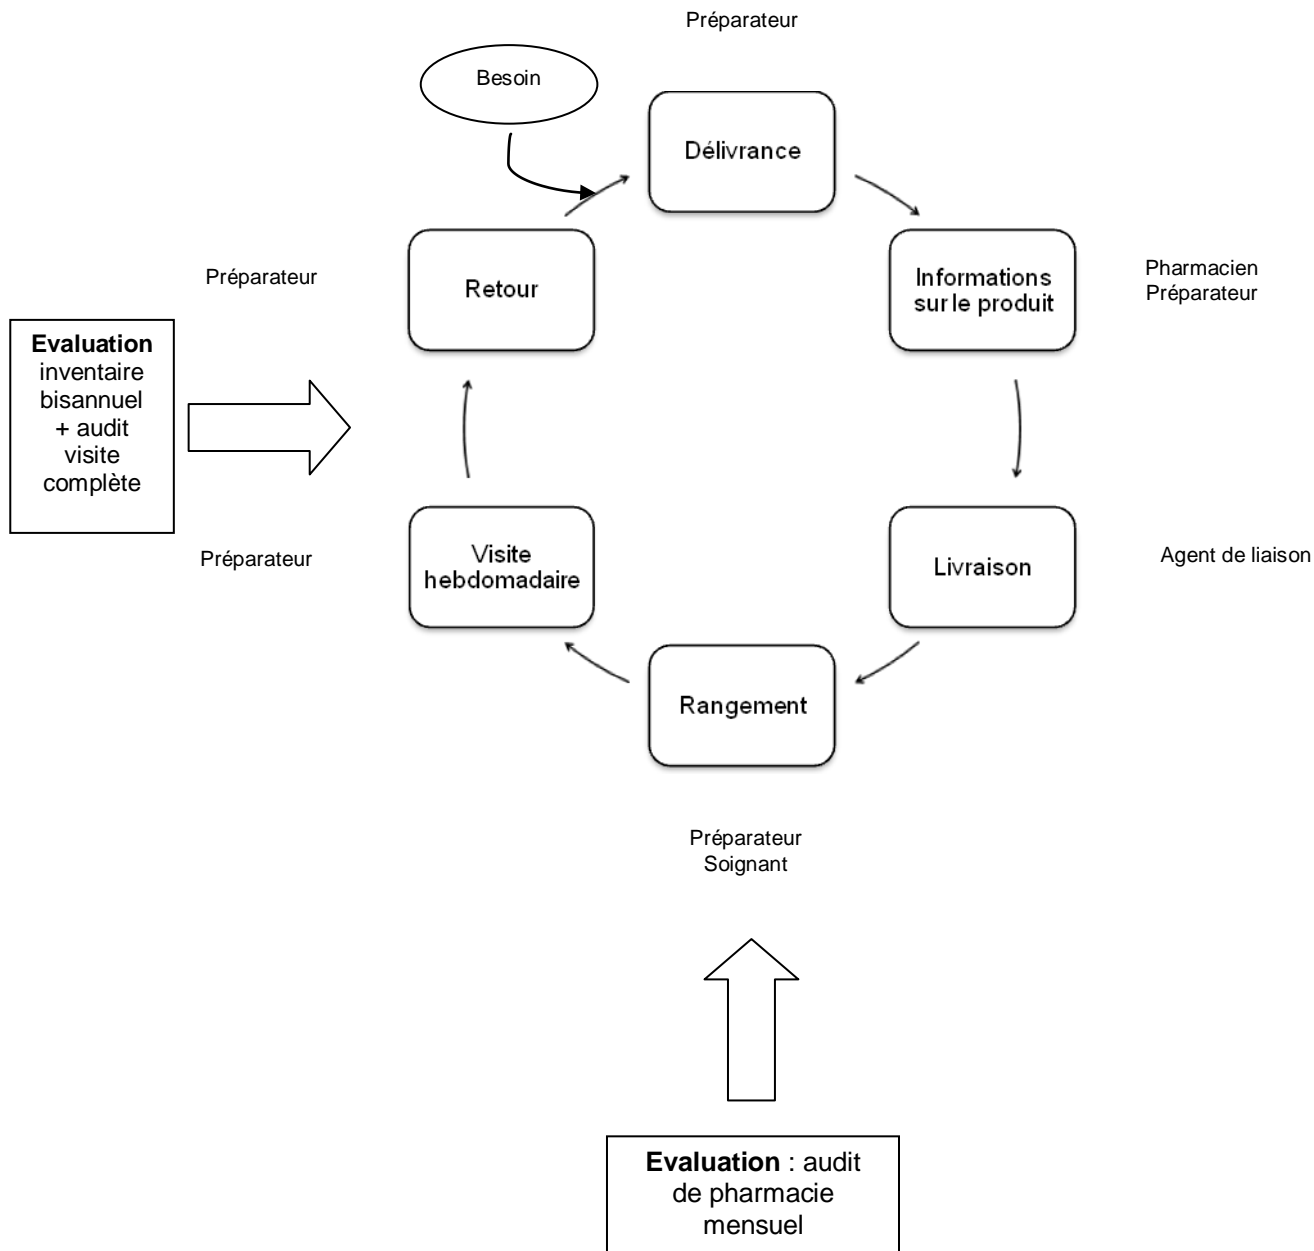 Préparateur
Besoin
Délivrance
Préparateur
Retour
Informations
sur le produit
Pharmacien
Préparateur
Evaluation
inventaire
bisannuel
+ audit
visite
complète
Préparateur
Visite
hebdomadaire
Livraison
Agent de liaison
Rangement
Préparateur
Soignant
Evaluation : audit
de pharmacie
mensuel